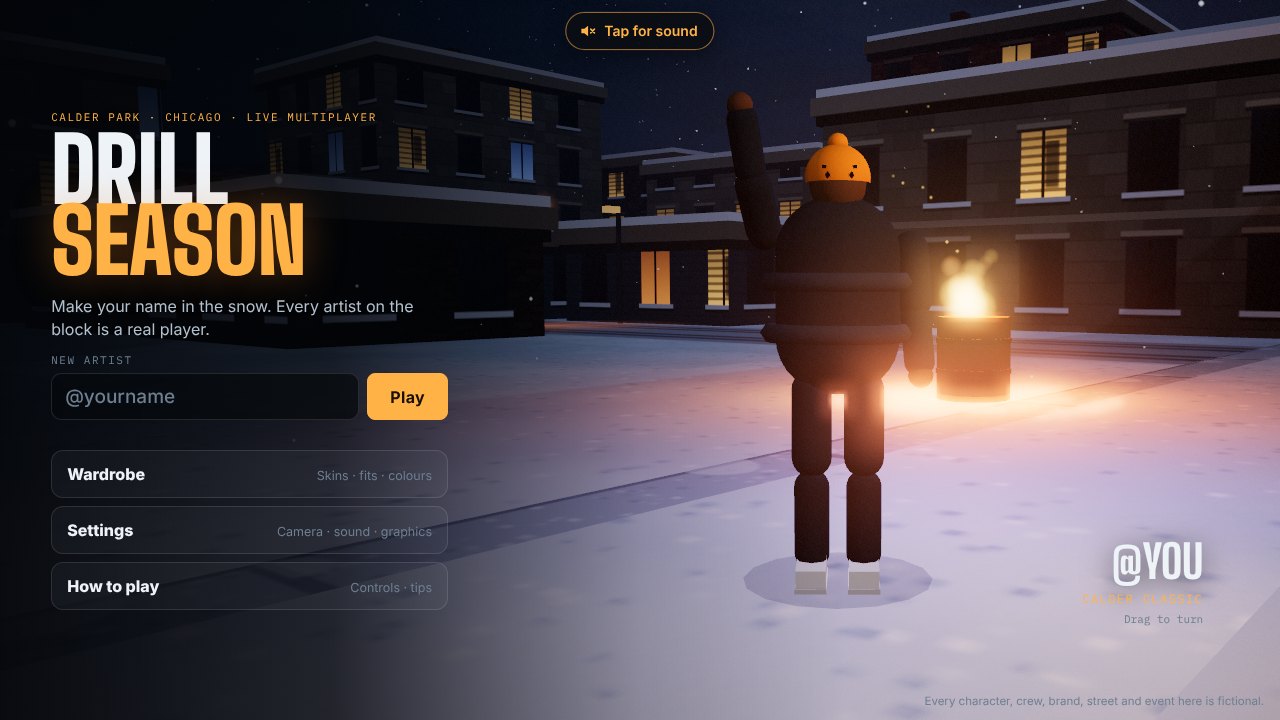 Tap for sound
CALDER PARK · CHICAGO · LIVE MULTIPLAYER
DRILL
SEASON
Make your name in the snow. Every artist on the
block is a real player.
NEW ARTIST
@yourname
Play
Wardrobe
Skins · fits · colours
Settings
Camera · sound · graphics
How to play
Controls · tips
@YOU
CALDER CLASSIC
Drag to turn
Every character, crew, brand, street and event here is fictional.